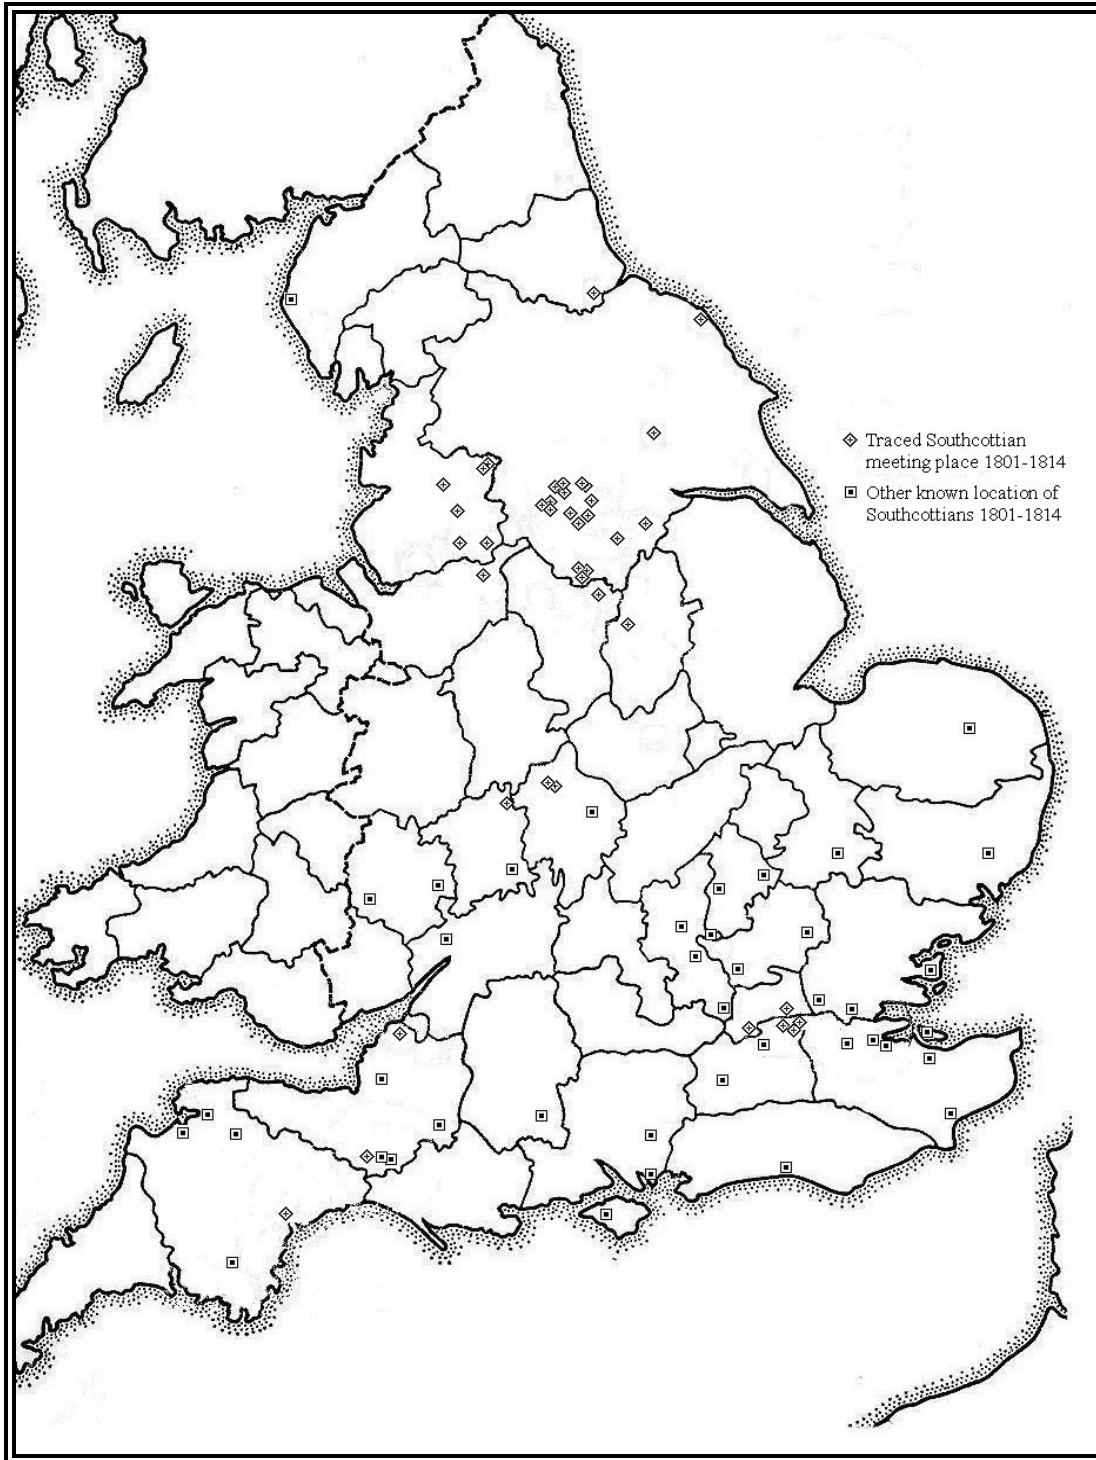 Traced Southcottian
meeting place 1801-1814
Other known location of
Southcottians 1801-1814